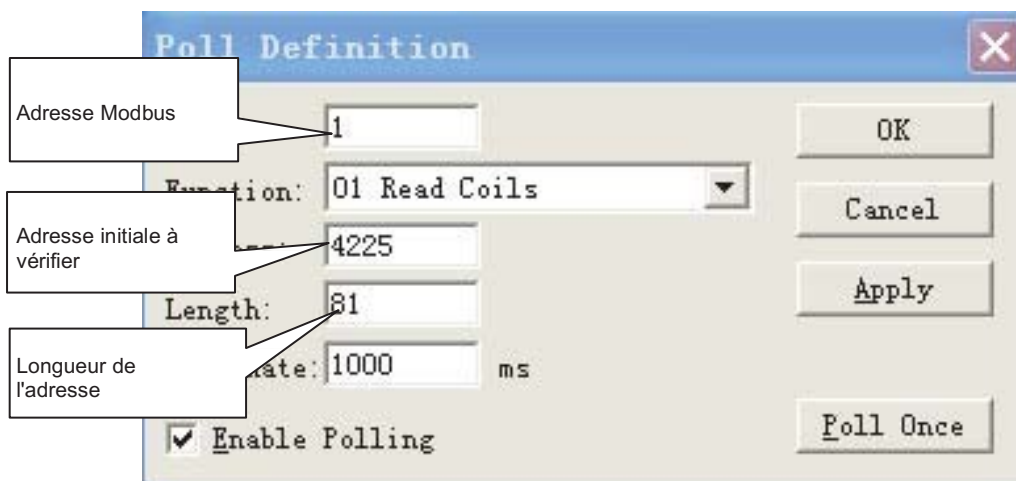 Poll Definition
Adresse Modbus
1
OK
Function: 01 Read Coils
Cancel
Adresse initiale à
vérifier
4225
Apply
Length: 81
Longueur de
l'adresse
1000 ms
Enable Polling
Poll Once